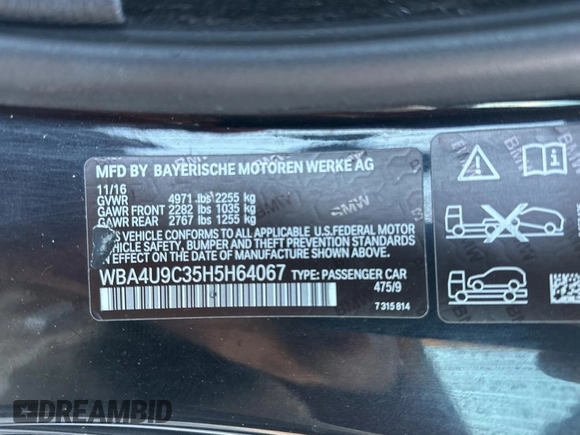 MFD BY BAYERISCHE MOTOREN WERKE AG
11/16
GVWR 4971 lbs 2255 kg
GAWR FRONT 2282 lbs 1035 kg
GAWR REAR 2767 lbs 1255 kg
VEHICLE CONFORMS TO ALL APPLICABLE U.S.FEDERAL MOTOR
VEHICLE SAFETY, BUMPER AND THEFT PREVENTION STANDARDS
IN EFFECT ON THE DATE OF MANUFACTURE SHOWN ABOVE.
WBA4U9C35H5H64067 TYPE: PASSENGER CAR
475/9
7 315 814
BMW
BMW
DREAMBID